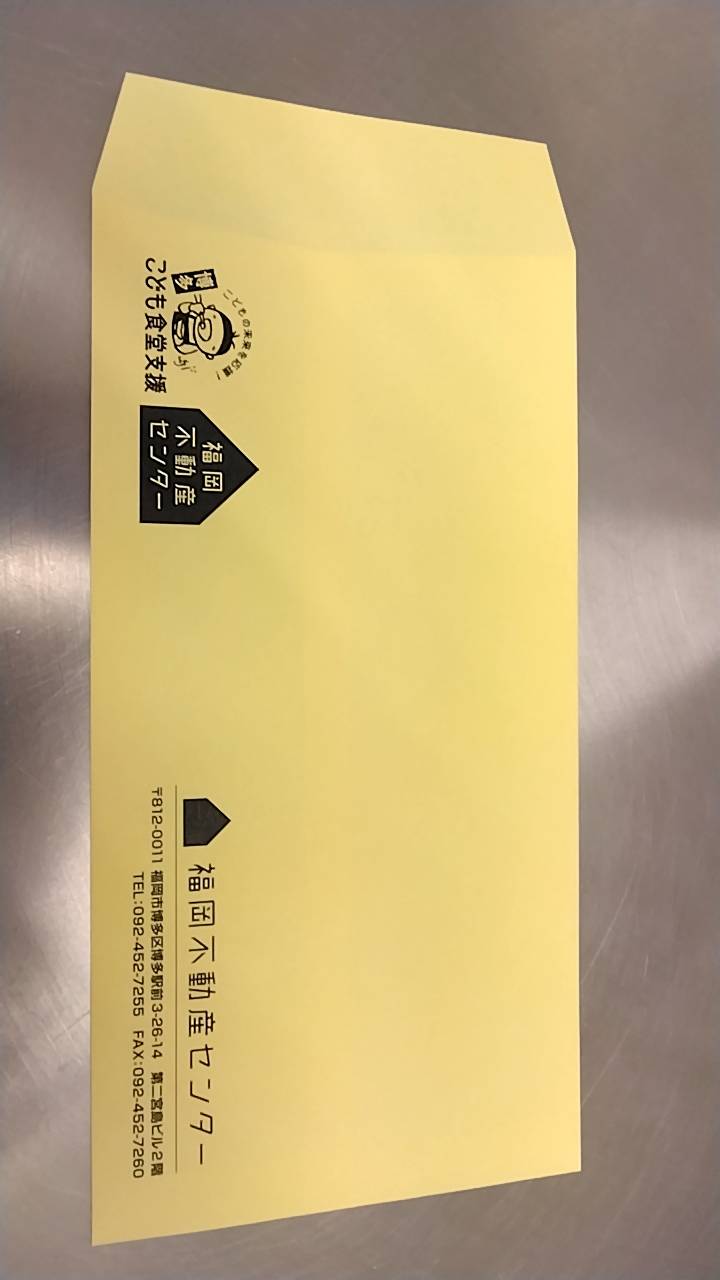 こどもの未来を応援!
博多
こども食堂支援
福岡
不動産
センター
福岡不動産センター
〒812-0011 福岡市博多区博多駅前3-26-14 第二宮島ビル2階
TEL:092-452-7255 FAX:092-452-7260